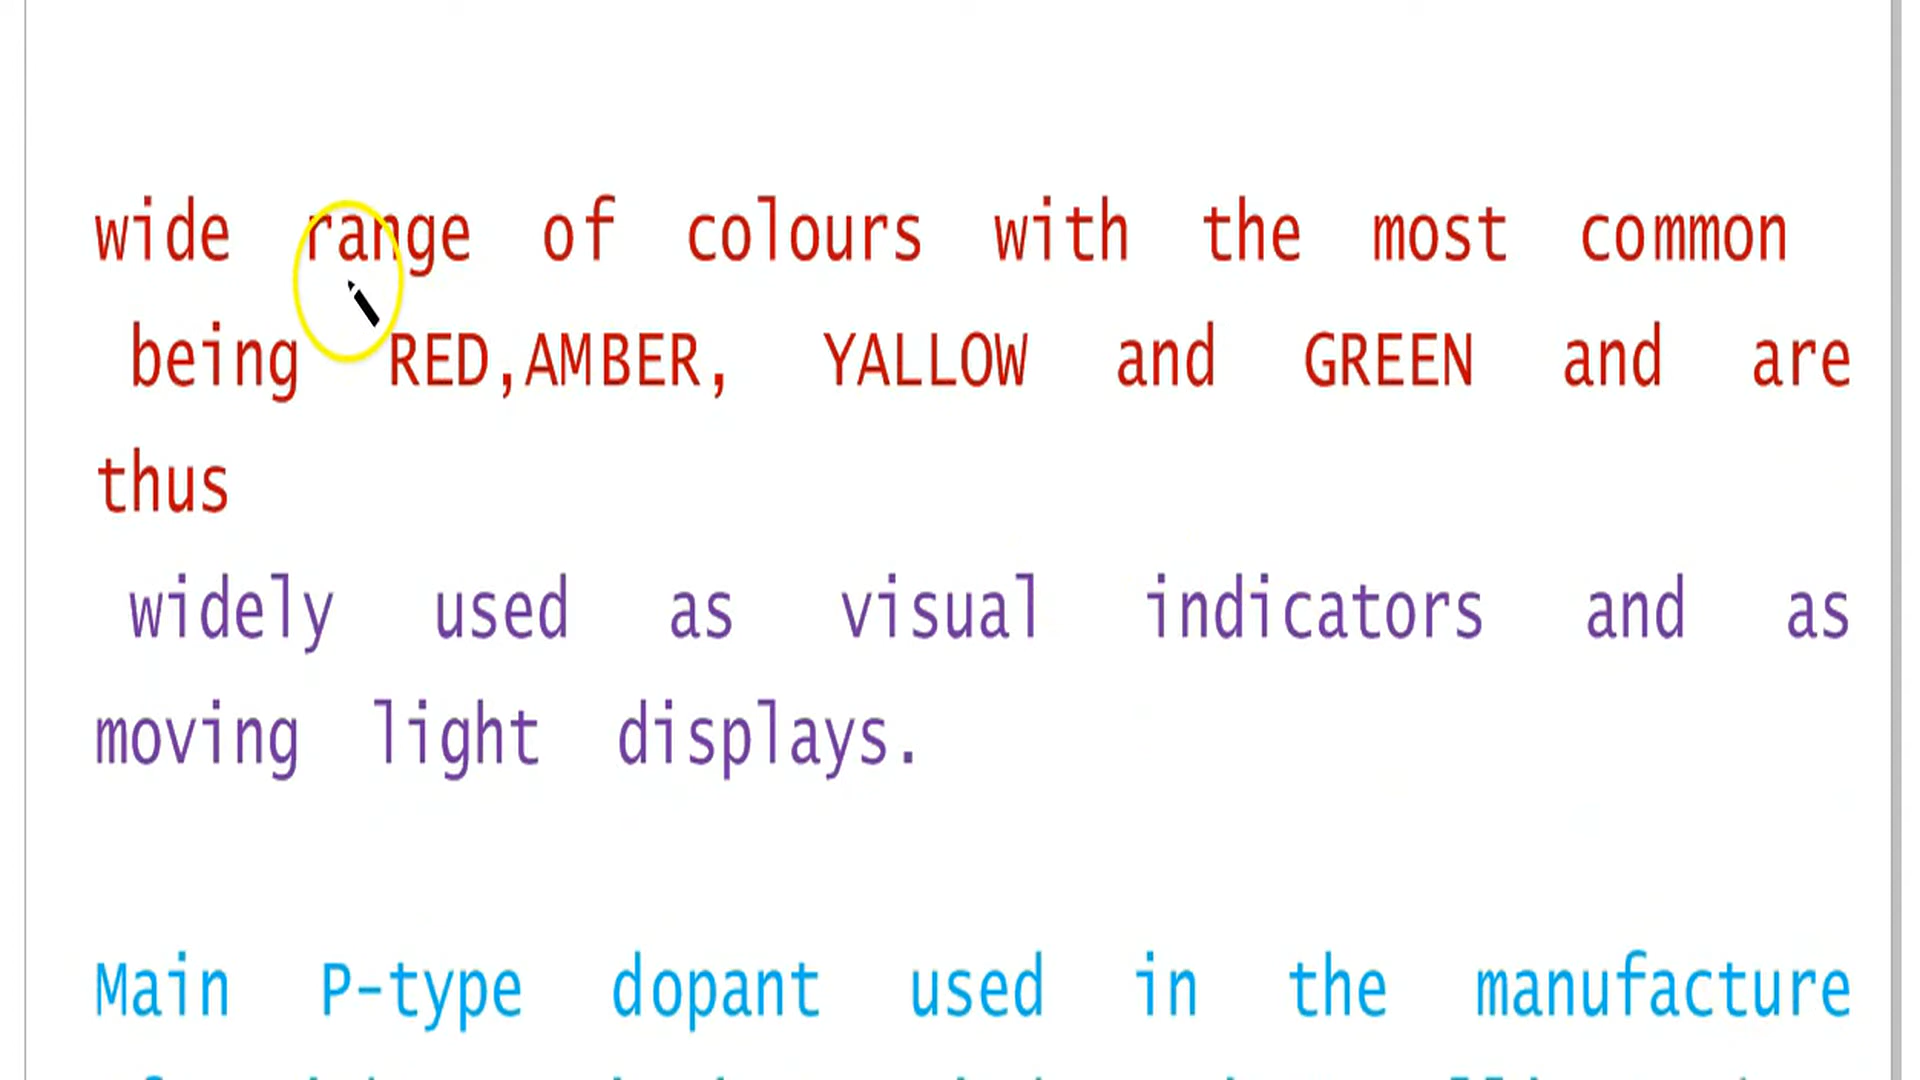 wide range of colours with the most common
being RED,AMBER, YALLOW and GREEN and are
thus
widely used as visual indicators and as
moving light displays.
Main P-type dopant used in the manufacture